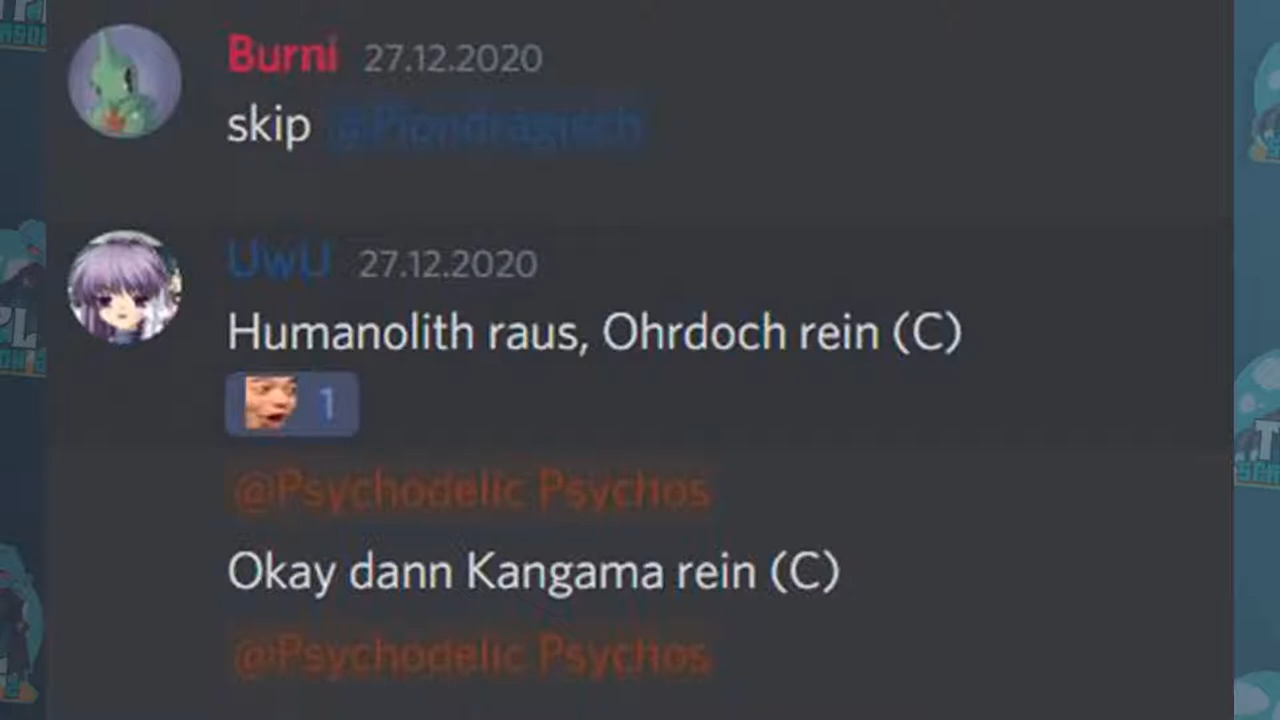 Burni 27.12.2020
skip @Piondragisch
UwU 27.12.2020
Humanolith raus, Ohrdoch rein (C)
1
@Psychodelic Psychos
Okay dann Kangama rein (C)
@Psychodelic Psychos